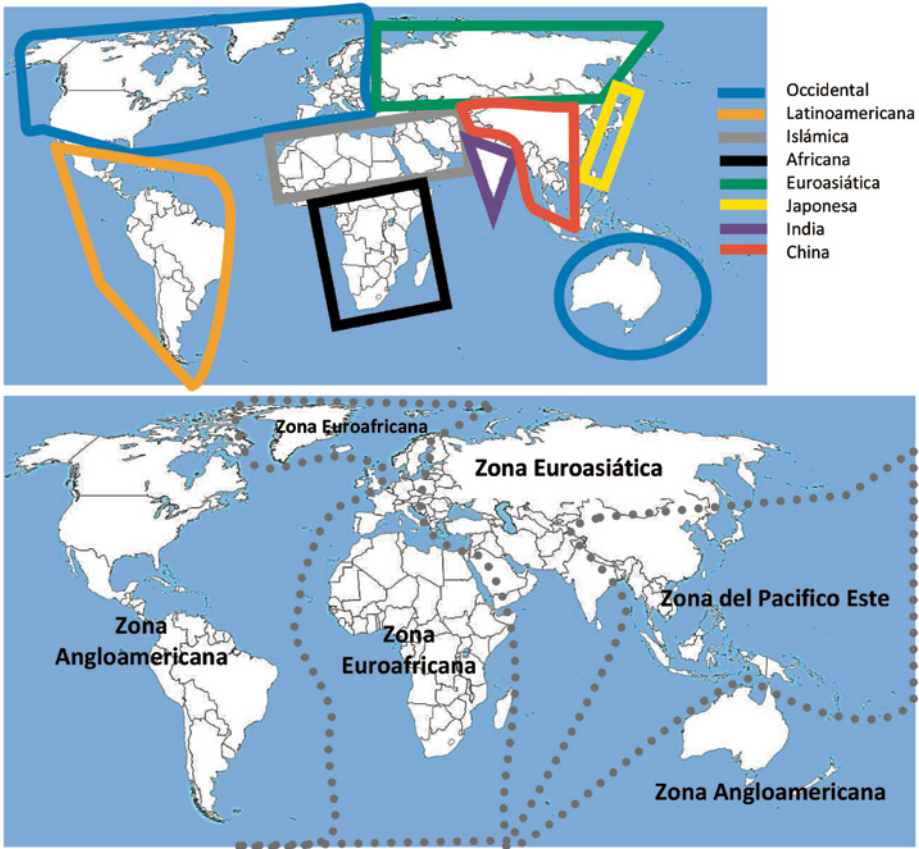 Occidental
Latinoamericana
Islámica
Africana
Euroasiática
Japonesa
India
China
Zona Euroafricana
Zona Euroasiática
Zona del Pacifico Este
Zona
Angloamericana
Zona
Euroafricana
Zona Angloamericana